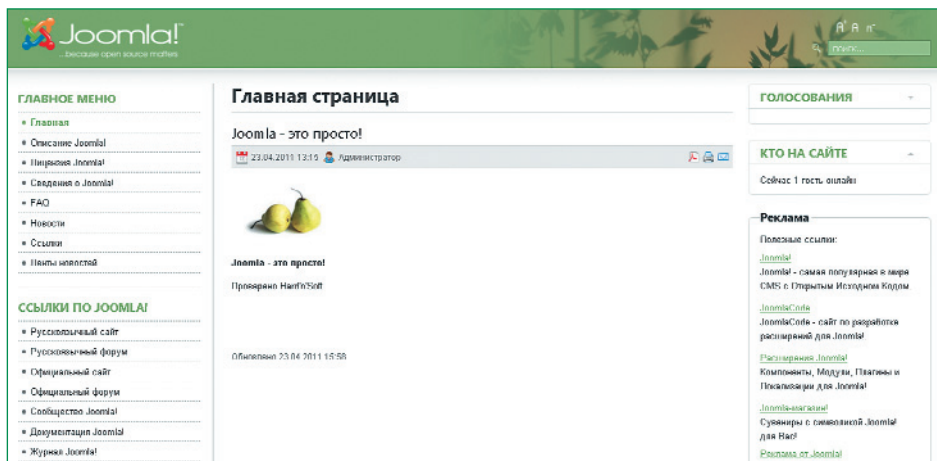 Joomla!
...because open source matters
поиск...
ГЛАВНОЕ МЕНЮ
Главная
Описание Joomla!
Лицензия Joomla!
Сведения о Joomla!
FAQ
Новости
Ссылки
Ленты новостей
ССЫЛКИ ПО JOOMLA!
Русскоязычный сайт
Русскоязычный форум
Официальный сайт
Официальный форум
Сообщество Joomla!
Документация Joomla!
Журнал Joomla!
Главная страница
Joomla - это просто!
23.04.2011 13:15 Администратор
Joomla - это просто!
Проверено Hard'n'Soft
Обновлено 23.04.2011 15:58
ГОЛОСОВАНИЯ
КТО НА САЙТЕ
Сейчас 1 гость онлайн
Реклама
Полезные ссылки:
Joomla!
Joomla! - самая популярная в мире
CMS с Открытым Исходном Кодом
JoomlaCode
JoomlaCode - сайт по разработке
расширений для Joomla!
Расширения Joomla!
Компоненты, Модули, Плагины и
Локализации для Joomla!
Joomla-магазин!
Сувениры с символикой Joomla!
для Вас!
Реклама от Joomla!